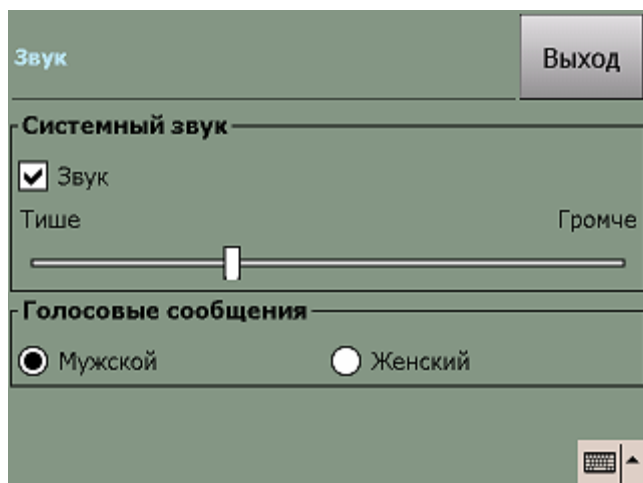 Звук
Выход
Системный звук
Звук
Тише Громче
Голосовые сообщения
Мужской Женский